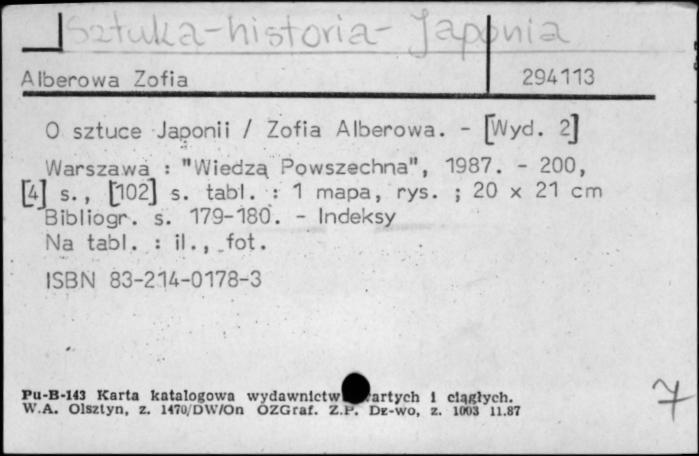 Sztuka-historia-Japonia
Alberowa Zofia 294113
O sztuce Japonii / Zofia Alberowa. - [Wyd. 2]
Warszawa : "Wiedza Powszechna", 1987. - 200,
[4] s., [102] s. tabl. : 1 mapa, rys. ; 20 x 21 cm
Bibliogr. s. 179-180. - Indeksy
Na tabl. : il., fot.
ISBN 83-214-0178-3
Pu-B-143 Karta katalogowa wydawnictw artych i ciągłych.
W.A. Olsztyn, z. 1470/DW/On OZGraf. Z.P. Dz-wo, z. 1003 11.87
7